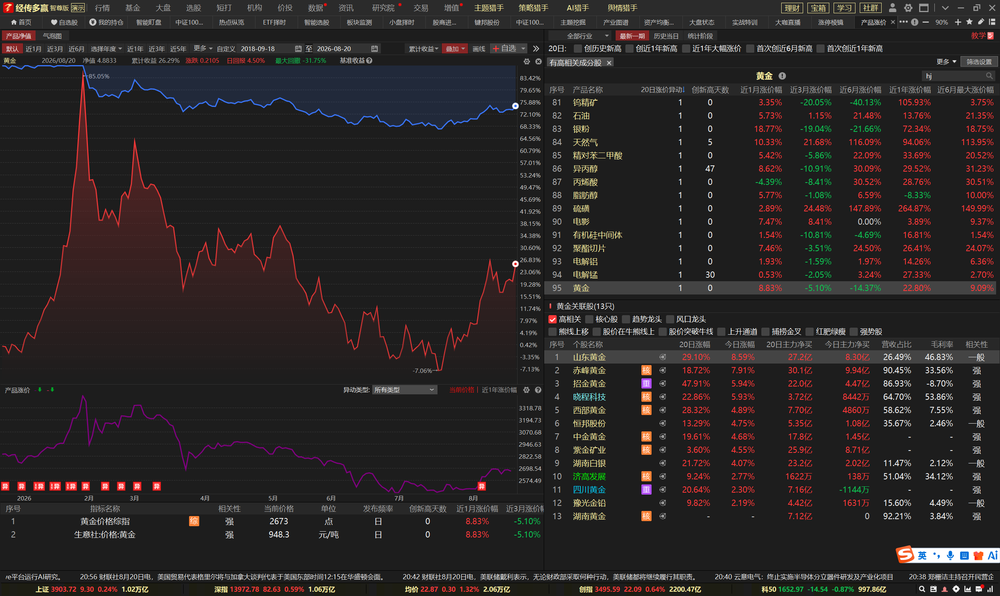 经传多赢 智尊版 演示 行情 基金 大盘 选股 短打 机构 价投 数据 资讯 研究院 交易 增值 主题猎手 策略猎手 AI猎手 舆情猎手 理财 宝箱 学习 社群
首页 自选股 我的持仓 智能盯盘 中证100... 热点纵览 ETF择时 智能选股 板块监测 小盘择时 股商进... 键邦股份 中证100... 主题挖掘 产业图谱 资产均衡... 大盘状态 实战特训 大咖直播 涨停棱镜 产品涨价 90%
产品净值 气泡图
默认 近1月 近3月 近6月 选择年度 近1年 近3年 近5年 更多 自定义 2018-09-18 至 2026-08-20 累计收益 叠加 画线 自选
黄金 2026/08/20 净值 4.8833 累计收益 26.29% 涨跌 0.2105 日回报 4.50% 最大回撤 -31.75% 基准收益
85.05%
83.42%
79.65%
75.88%
72.10%
68.33%
64.56%
60.79%
57.01%
53.24%
49.47%
45.69%
41.92%
38.15%
34.38%
30.60%
26.83%
23.06%
19.28%
15.51%
11.74%
7.97%
4.19%
0.42%
-3.35%
-7.13%
-7.06%
产品涨价 - - 异动类型: 所有类型 当前价格 近1年涨价幅
3318.78
3194.73
3070.68
2946.63
2822.58
2698.54
2574.49
异 异 异 异 异 异 异 异 异 异 异
2026 2月 3月 4月 5月 6月 7月 8月
序号 指标名称 相关性 当前价格 单位 发布频率 创新高天数 近1月涨价幅 近3月涨价幅
1 黄金价格综指 综 强 2673 点 日 0 8.83% -5.10%
2 生意社:价格:黄金 强 948.3 元/吨 日 0 8.83% -5.10%
全部行业 最新一期 历史当日 统计阶段 教学
20日: 创历史新高 创近1年新高 近1年大幅涨价 首次创近6月新高 首次创近1年新高
有高相关成分股 更多 筛选设置
黄金 hj
序号 产品名称 20日涨价异动↓ 创新高天数 近1月涨价幅 近3月涨价幅 近6月涨价幅 近1年涨价幅 近6月最大涨价幅
81 钨精矿 1 0 3.35% -20.05% -40.13% 105.93% 3.75%
82 石油 1 0 5.73% 1.15% 21.48% 13.76% 21.35%
83 银粉 1 0 18.77% -19.04% -21.66% 72.34% 18.75%
84 天然气 1 5 10.33% 21.68% 116.09% 94.06% 113.95%
85 精对苯二甲酸 1 0 5.42% -5.86% 22.09% 33.69% 20.52%
86 异丙醇 1 47 8.62% -10.91% 30.09% 29.52% 31.23%
87 丙烯酸 1 0 -4.39% -8.41% 30.52% 28.76% 30.51%
88 脂肪醇 1 0 5.77% -1.08% 6.59% -8.33% 10.00%
89 硫磺 1 0 2.89% 24.48% 147.89% 264.87% 149.99%
90 电影 1 0 7.47% 8.41% 0.00% 3.89% 9.37%
91 有机硅中间体 1 0 1.54% -10.81% -4.69% 16.81% 1.54%
92 聚酯切片 1 0 7.46% -3.51% 24.50% 26.41% 24.07%
93 电解铝 1 0 1.93% -1.59% 1.97% 14.26% 6.36%
94 电解锰 1 30 0.53% -2.05% 3.24% 27.33% 2.70%
95 黄金 1 0 8.83% -5.10% -14.37% 22.80% 9.09%
黄金关联股(13只)
高相关 核心股 趋势龙头 风口龙头
熊线上移 股价在牛熊线上 股价突破牛线 上升通道 捕捞金叉 红肥绿瘦 强势股
序号 个股名称 20日涨幅 今日涨幅 20日主力净买 今日主力净买 营收占比 毛利率 相关性
1 山东黄金 29.10% 8.59% 27.2亿 8.30亿 26.49% 46.83% 一般
2 赤峰黄金 核 18.72% 7.91% 30.1亿 9.94亿 90.45% 33.56% 强
3 招金黄金 重 47.91% 5.94% 22.0亿 4.47亿 86.93% -8.70% 强
4 晓程科技 核 22.86% 5.93% 3.72亿 8442万 64.70% 53.86% 强
5 西部黄金 核 28.32% 4.89% 7.70亿 4860万 58.62% 7.55% 强
6 恒邦股份 13.29% 4.75% 5.35亿 1.08亿 35.67% 2.46% 一般
7 中金黄金 核 19.61% 4.68% 17.8亿 1.45亿 - - 强
8 紫金矿业 核 3.60% 4.55% 25.9亿 8.71亿 - - 强
9 湖南白银 21.72% 4.07% 23.2亿 2.02亿 11.47% 2.12% 一般
10 济高发展 核 9.24% 2.77% 1622万 138万 51.04% 34.12% 强
11 四川黄金 重 20.64% 2.30% 7.16亿 -1144万 - - 强
12 豫光金铅 9.82% 2.19% 4.42亿 1631万 15.60% 4.49% 一般
13 湖南黄金 核 - - 7.12亿 0 92.21% 3.84% 强
英 Ai
ve平台运行AI研究。 20:56 财联社8月20日电，美国贸易代表格里尔将与加拿大谈判代表于美国东部时间12:15在华盛顿会面。 20:42 财联社8月20日电，美联储戴利表示，无论财政部采取何种行动，美联储都将继续履行其职责。 20:40 云意电气：终止实施半导体分立器件研发及产业化项目 20:38 郑栅洁主持召开民营企
上证 3903.72 9.30 0.24% 1.02万亿 深指 13972.78 82.63 0.59% 1.06万亿 均价 22.87 0.30 1.32% 2.06万亿 创指 3495.59 22.09 0.64% 2200.47亿 科50 1652.97 -14.54 -0.87% 997.86亿